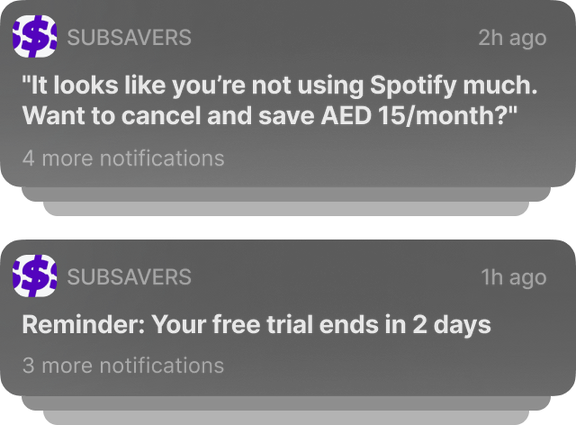 SUBSAVERS 2h ago
"It looks like you’re not using Spotify much.
Want to cancel and save AED 15/month?"
4 more notifications
SUBSAVERS 1h ago
Reminder: Your free trial ends in 2 days
3 more notifications